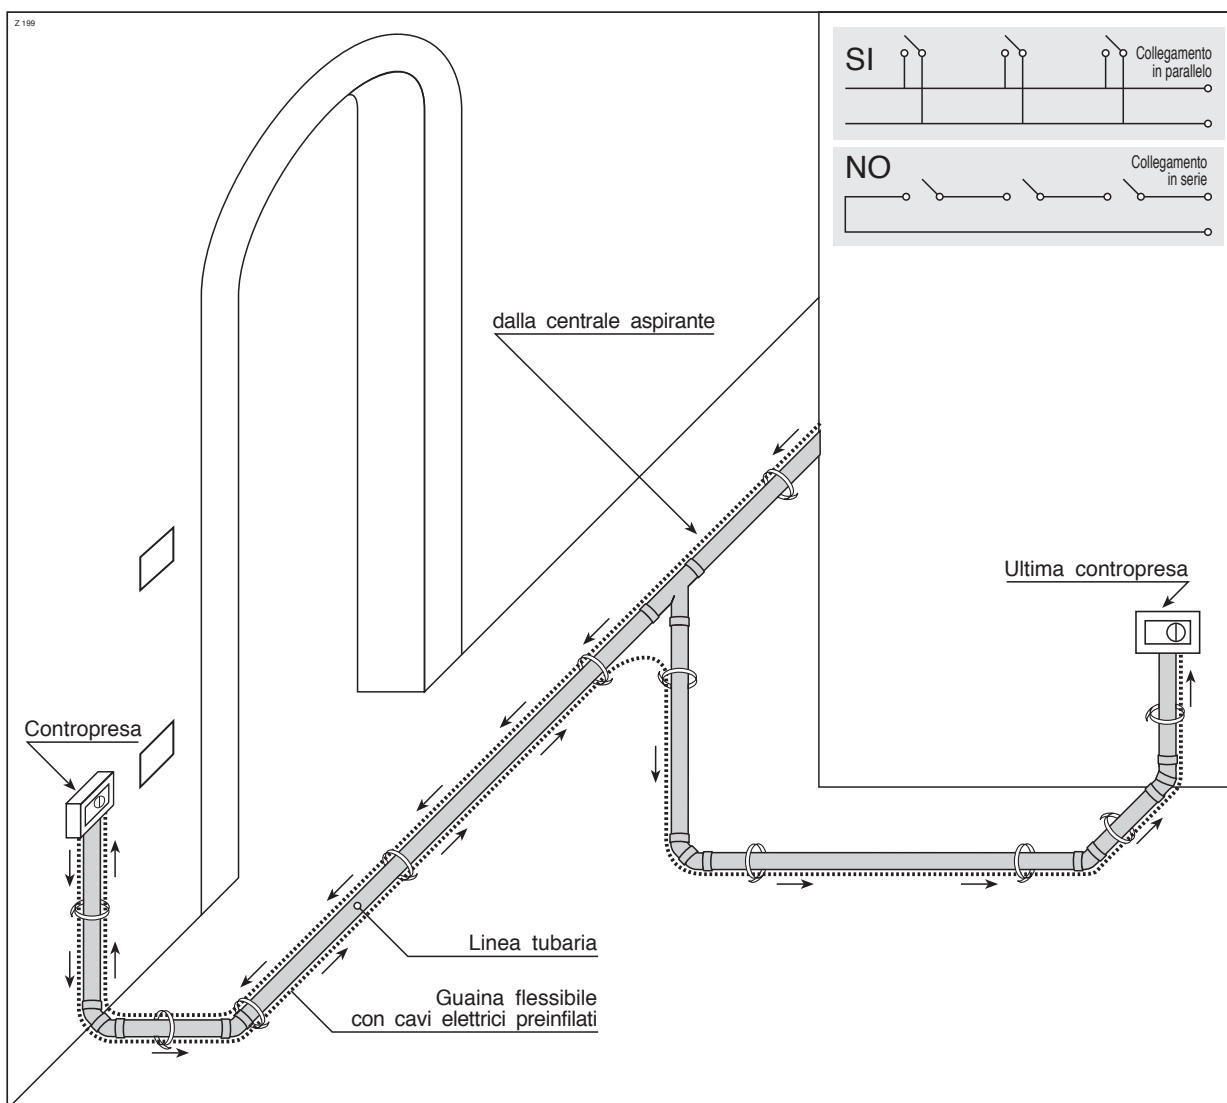 Z 199
SI
Collegamento
in parallelo
NO
Collegamento
in serie
dalla centrale aspirante
Ultima contropresa
Contropresa
Linea tubaria
Guaina flessibile
con cavi elettrici preinfilati